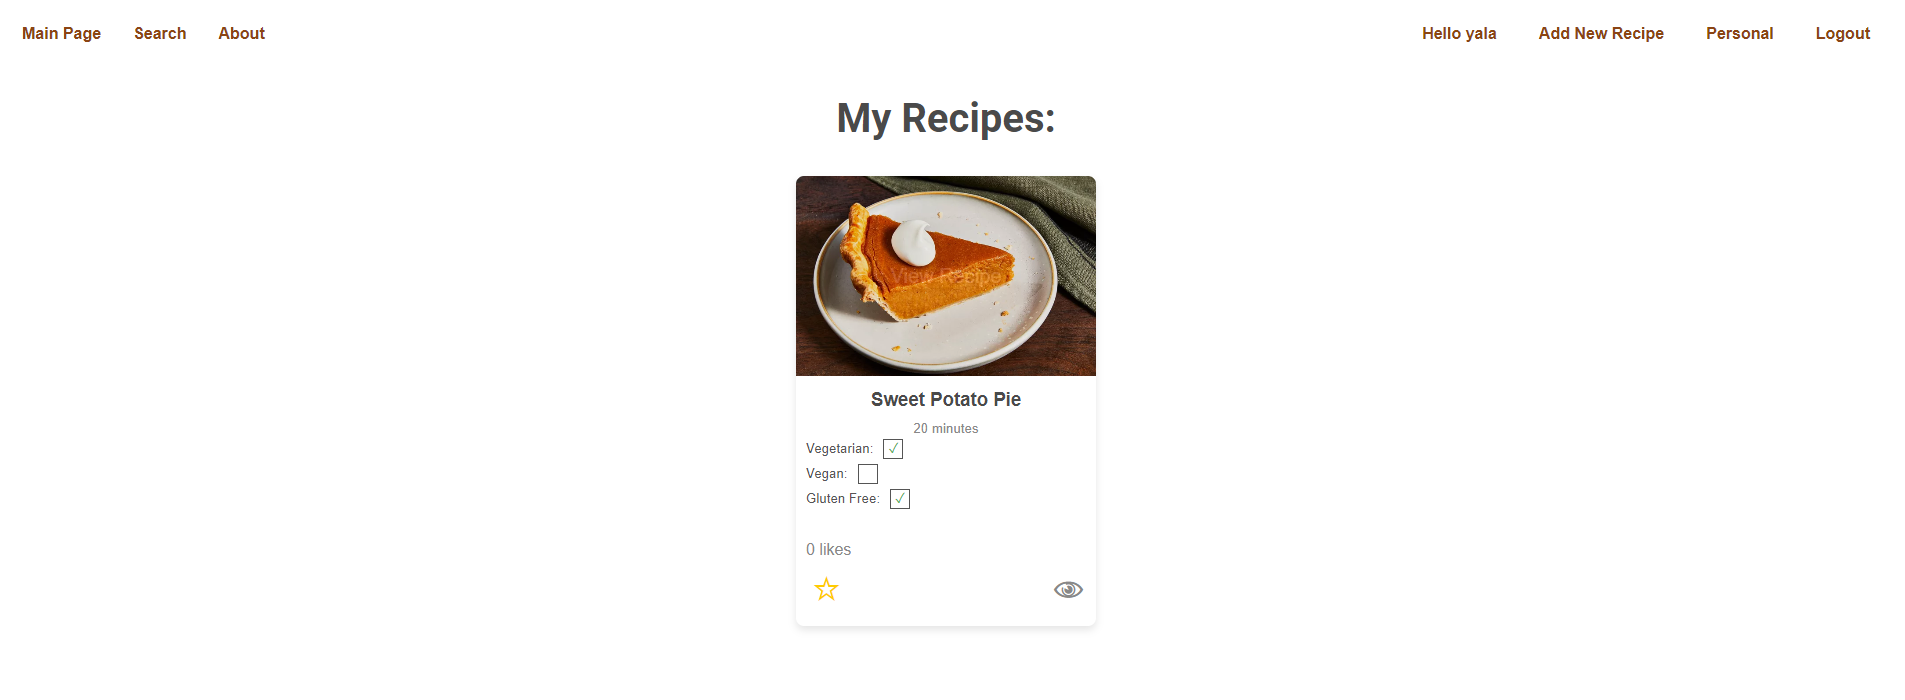 Main Page Search About Hello yala Add New Recipe Personal Logout
My Recipes:
View Recipe
Sweet Potato Pie
20 minutes
Vegetarian: ✓
Vegan:
Gluten Free: ✓
0 likes